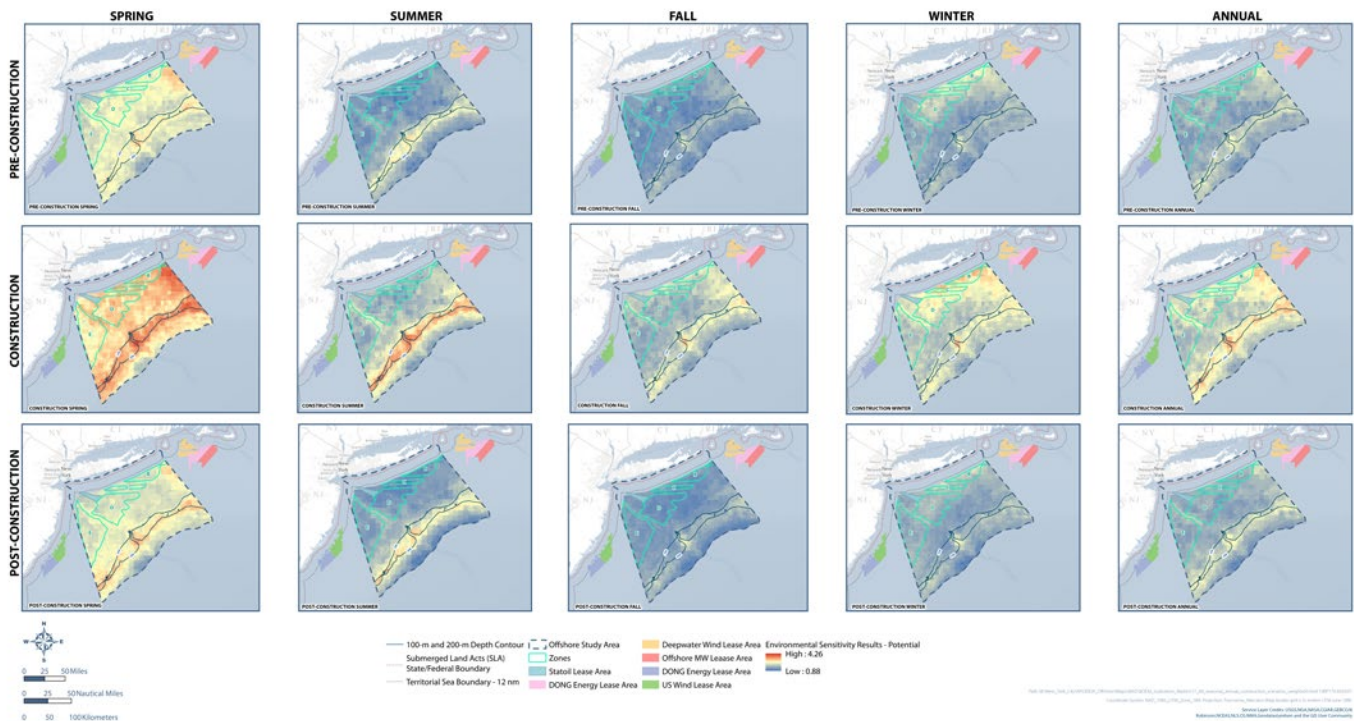 SPRING SUMMER FALL WINTER ANNUAL
PRE-CONSTRUCTION
PRE-CONSTRUCTION SPRING
PRE-CONSTRUCTION SUMMER
PRE-CONSTRUCTION FALL
PRE-CONSTRUCTION WINTER
PRE-CONSTRUCTION ANNUAL
CONSTRUCTION
CONSTRUCTION SPRING
CONSTRUCTION SUMMER
CONSTRUCTION FALL
CONSTRUCTION WINTER
CONSTRUCTION ANNUAL
POST-CONSTRUCTION
POST-CONSTRUCTION SPRING
POST-CONSTRUCTION SUMMER
POST-CONSTRUCTION FALL
POST-CONSTRUCTION WINTER
POST-CONSTRUCTION ANNUAL
N
W E
S
0 25 50 Miles
0 25 50 Nautical Miles
0 50 100 Kilometers
100-m and 200-m Depth Contour
Submerged Land Acts (SLA)
State/Federal Boundary
Territorial Sea Boundary - 12 nm
Offshore Study Area
Zones
Statoil Lease Area
DONG Energy Lease Area
Deepwater Wind Lease Area
Offshore MW Leease Area
DONG Energy Lease Area
US Wind Lease Area
Environmental Sensitivity Results - Potential
High : 4.26
Low : 0.88